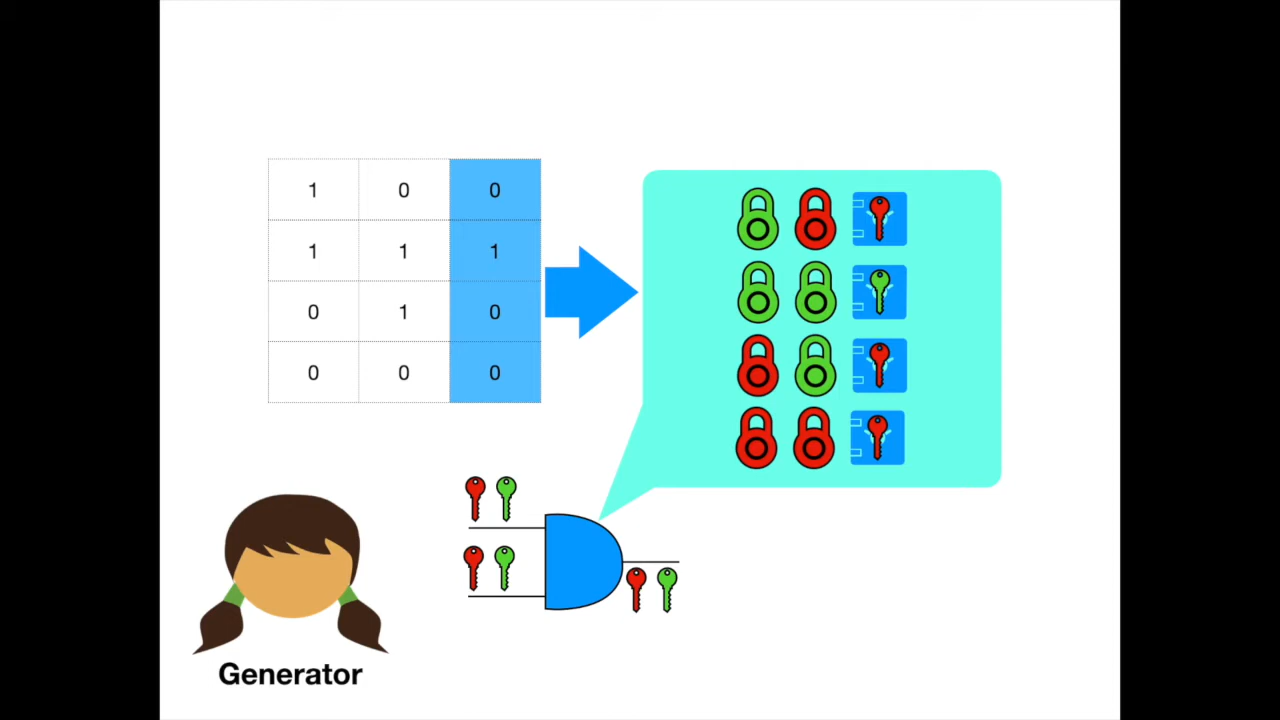 1 0 0
1 1 1
0 1 0
0 0 0
Generator